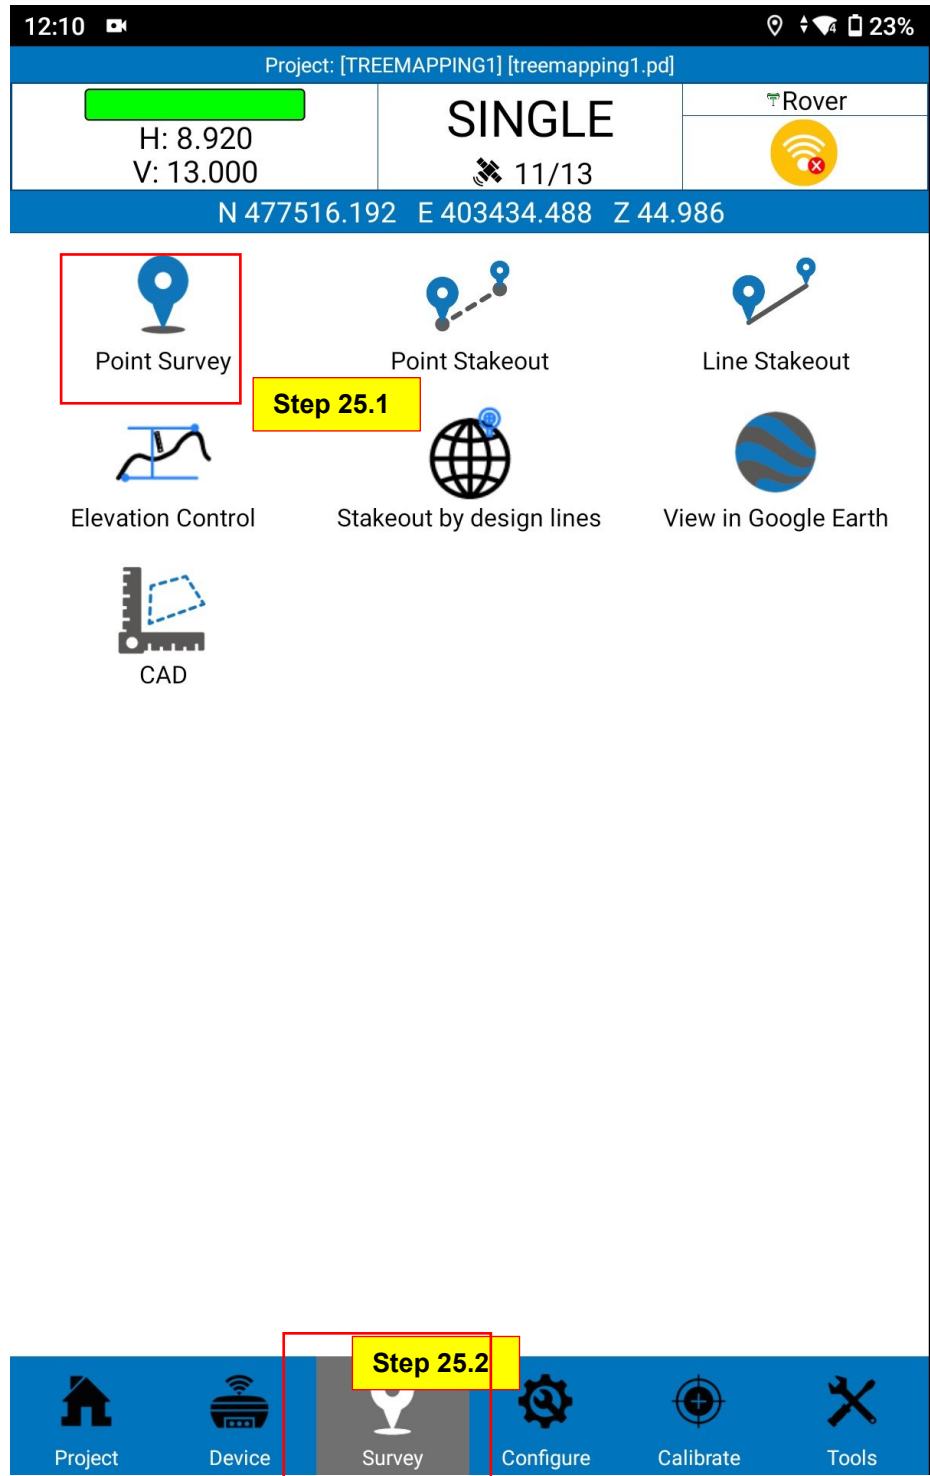 12:10 23%
Project: [TREEMAPPING1] [treemapping1.pd]
H: 8.920
V: 13.000
SINGLE
11/13
Rover
N 477516.192 E 403434.488 Z 44.986
Point Survey
Point Stakeout
Line Stakeout
Step 25.1
Elevation Control
Stakeout by design lines
View in Google Earth
CAD
Step 25.2
Project
Device
Survey
Configure
Calibrate
Tools